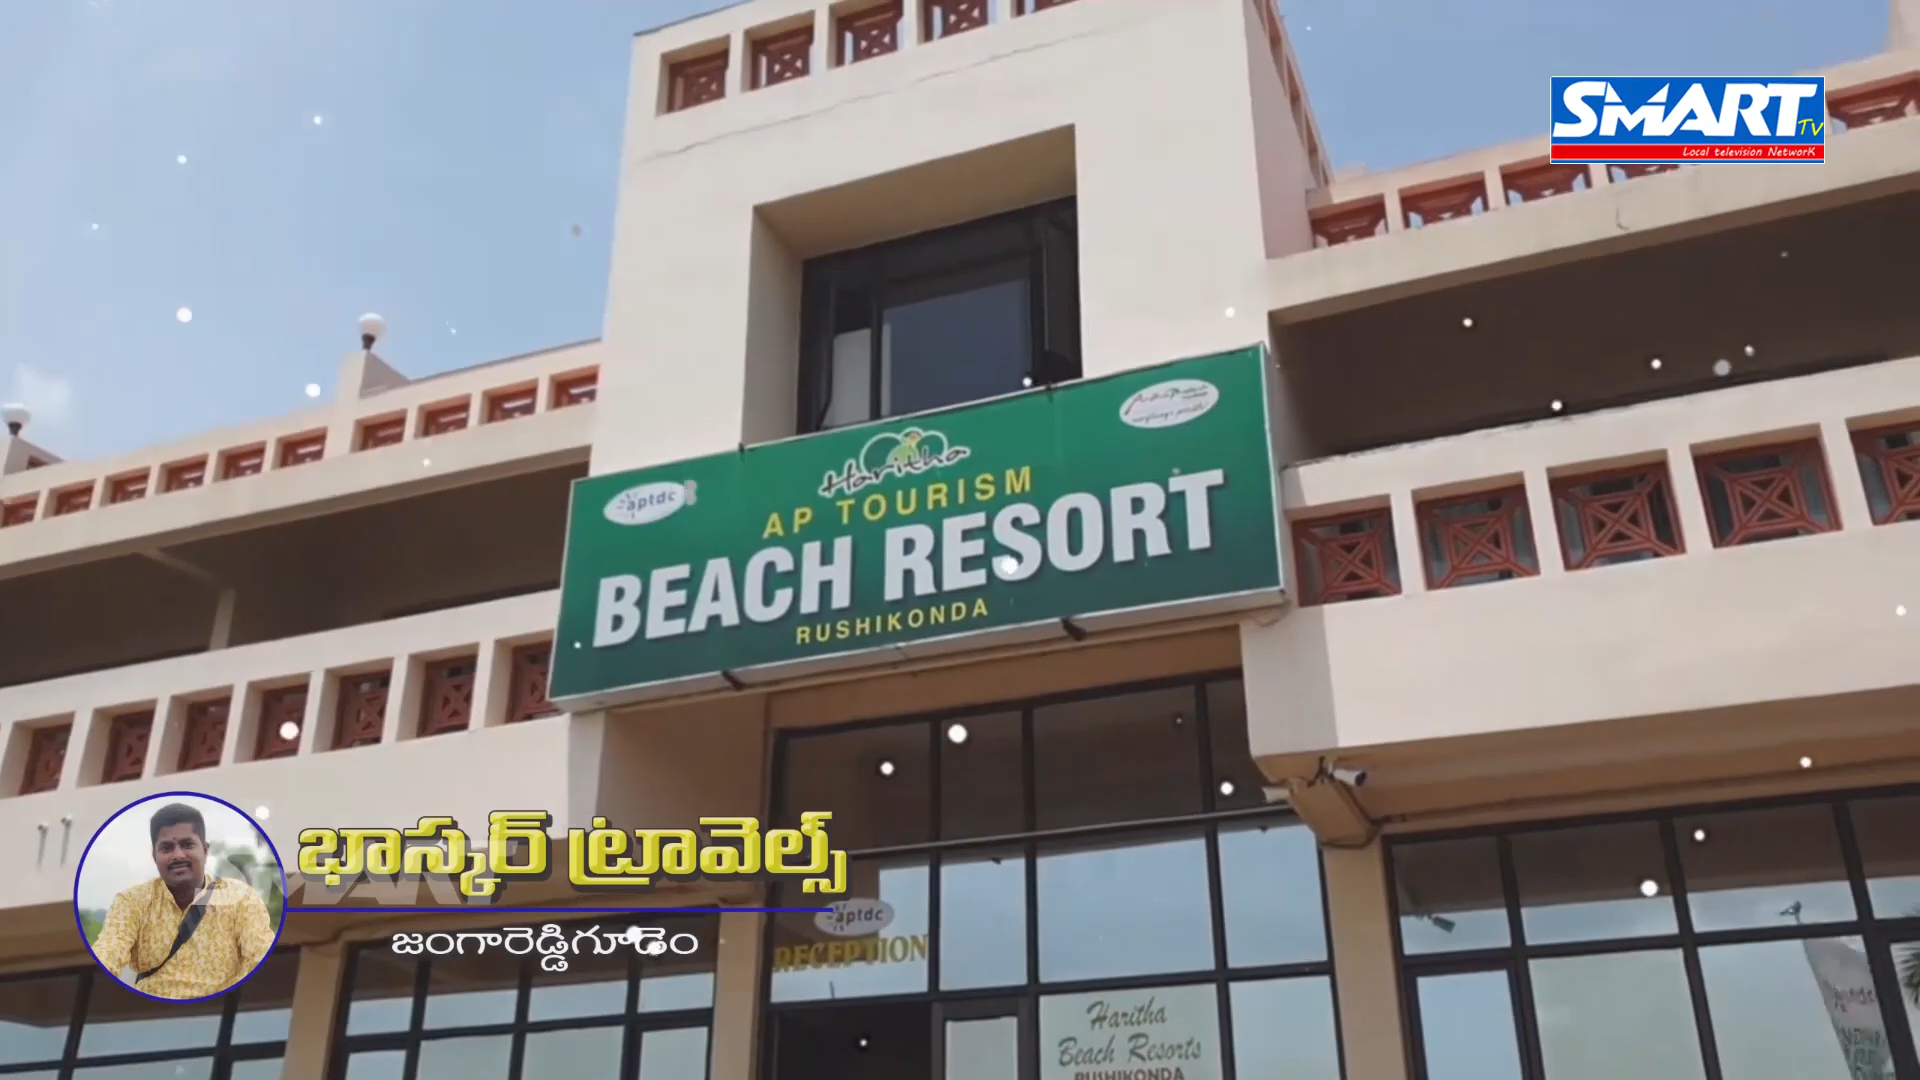 SMART TV
Local television NetworK
aptdc
Haritha
AP TOURISM
BEACH RESORT
RUSHIKONDA
భాస్కర్ ట్రావెల్స్
జంగారెడ్డిగూడెం
aptdc
RECEPTION
Haritha
Beach Resorts
RUSHIKONDA